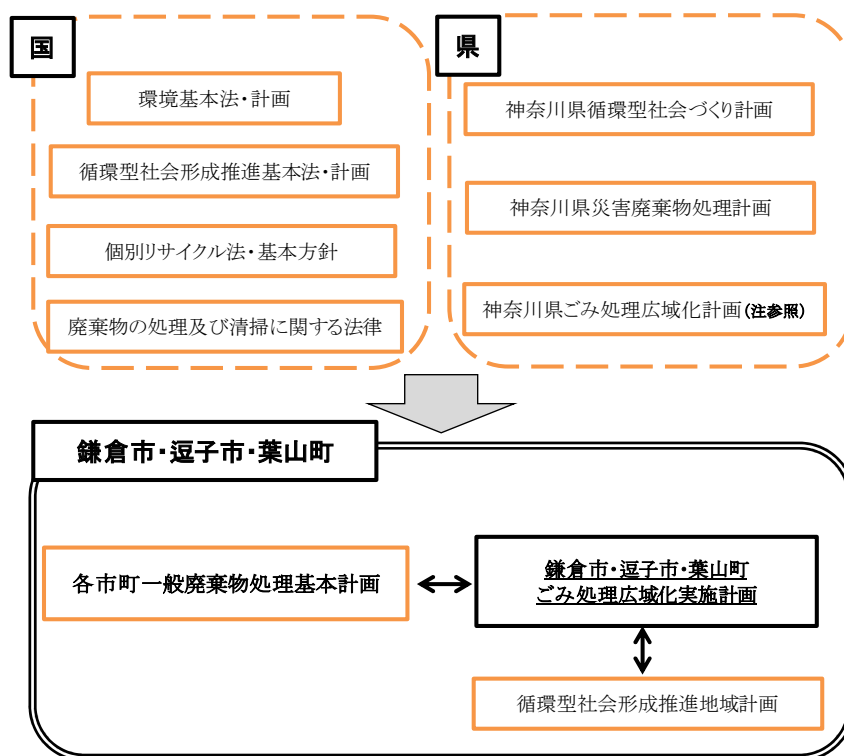 国
環境基本法・計画
循環型社会形成推進基本法・計画
個別リサイクル法・基本方針
廃棄物の処理及び清掃に関する法律
県
神奈川県循環型社会づくり計画
神奈川県災害廃棄物処理計画
神奈川県ごみ処理広域化計画(注参照)
鎌倉市・逗子市・葉山町
各市町一般廃棄物処理基本計画
鎌倉市・逗子市・葉山町
ごみ処理広域化実施計画
循環型社会形成推進地域計画